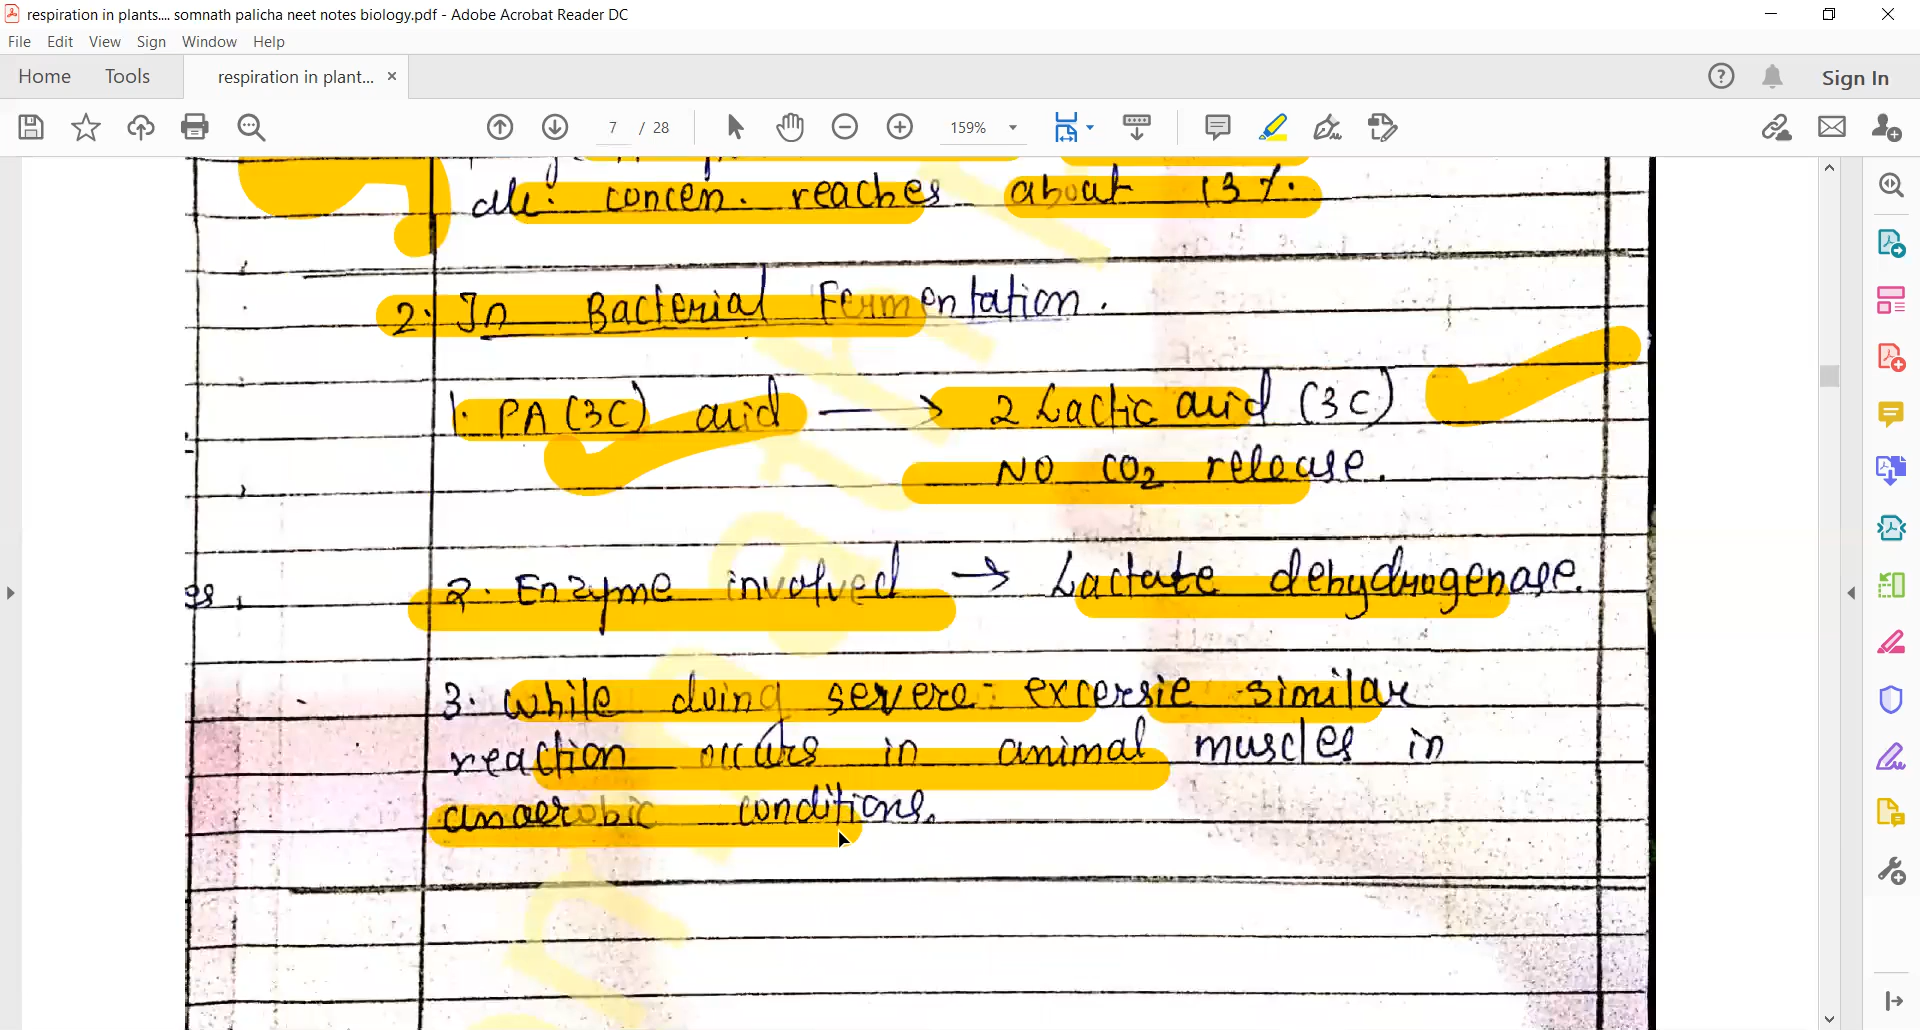 respiration in plants.... somnath palicha neet notes biology.pdf - Adobe Acrobat Reader DC
File Edit View Sign Window Help
Home Tools respiration in plant... × Sign In
7 / 28 159%
alc. concen. reaches about 13%.
2. In Bacterial Fermentation.
1. PA (3C) acid → 2 Lactic acid (3C)
NO CO2 release.
2. Enzyme involved → Lactate dehydrogenase.
3. While doing severe excersie similar
reaction occurs in animal muscles in
anaerobic conditions.